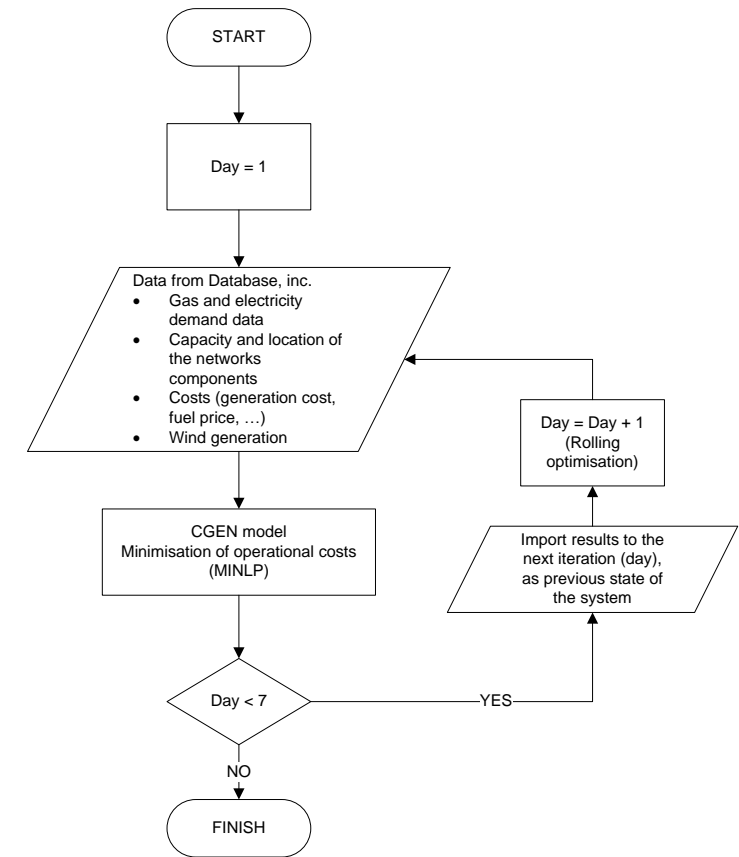 START
Day = 1
Data from Database, inc.
• Gas and electricity
demand data
• Capacity and location of
the networks
components
• Costs (generation cost,
fuel price, …)
• Wind generation
CGEN model
Minimisation of operational costs
(MINLP)
Day < 7
YES
Import results to the
next iteration (day),
as previous state of
the system
Day = Day + 1
(Rolling
optimisation)
NO
FINISH